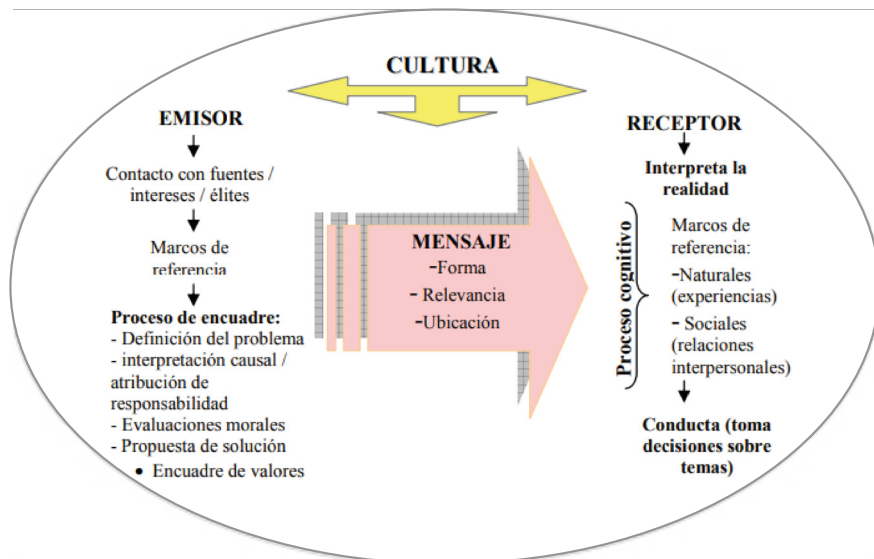 CULTURA
EMISOR
Contacto con fuentes /
intereses / élites
Marcos de
referencia
Proceso de encuadre:
- Definición del problema
- interpretación causal /
atribución de
responsabilidad
- Evaluaciones morales
- Propuesta de solución
• Encuadre de valores
MENSAJE
-Forma
- Relevancia
-Ubicación
RECEPTOR
Interpreta la
realidad
Proceso cognitivo
Marcos de
referencia:
-Naturales
(experiencias)
- Sociales
(relaciones
interpersonales)
Conducta (toma
decisiones sobre
temas)